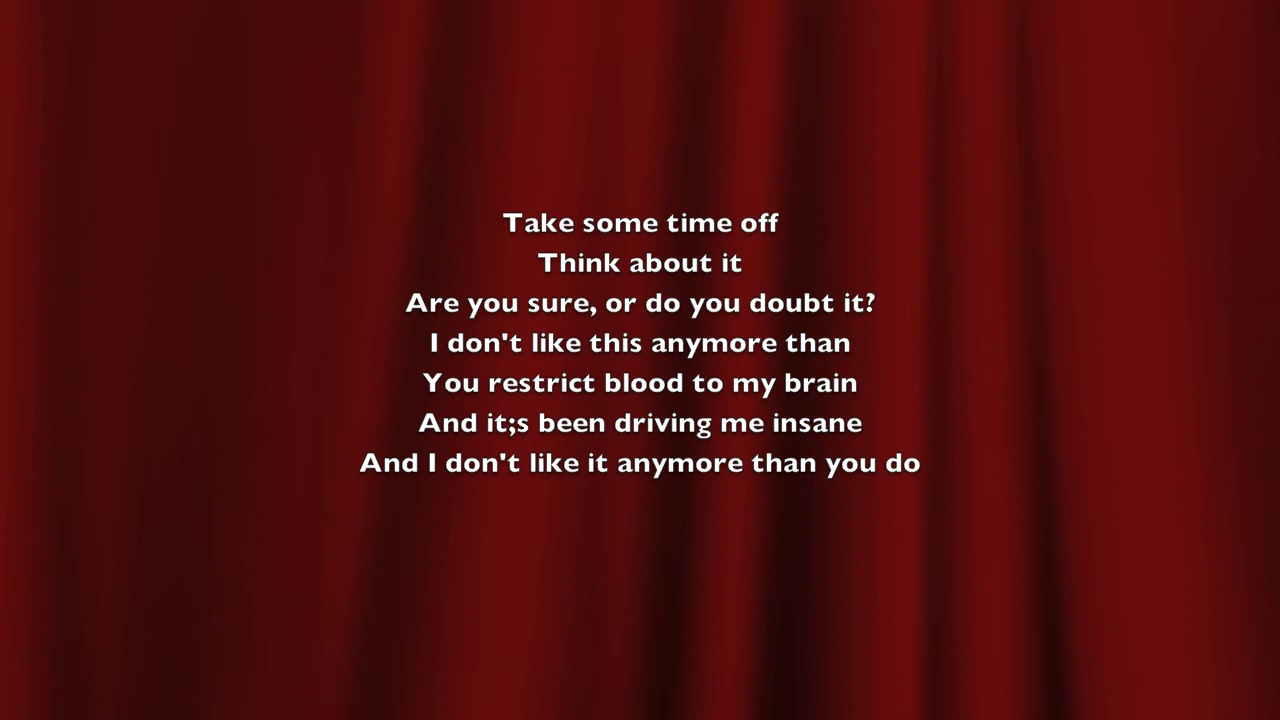 Take some time off
Think about it
Are you sure, or do you doubt it?
I don't like this anymore than
You restrict blood to my brain
And it;s been driving me insane
And I don't like it anymore than you do